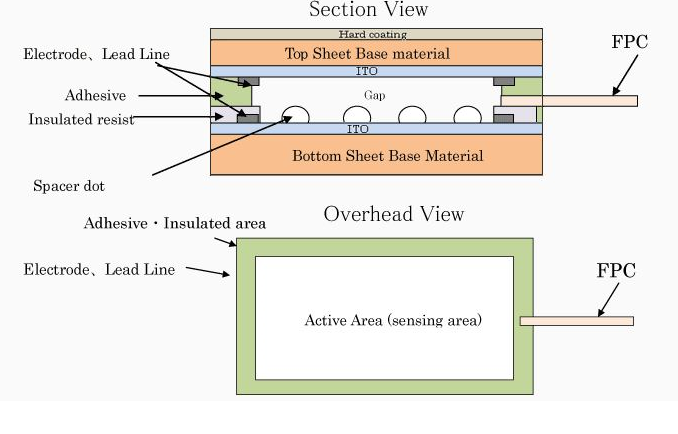 Section View
Hard coating
Electrode、Lead Line
Top Sheet Base material
FPC
ITO
Adhesive
Gap
Insulated resist
ITO
Bottom Sheet Base Material
Spacer dot
Overhead View
Adhesive・Insulated area
Electrode、Lead Line
FPC
Active Area (sensing area)